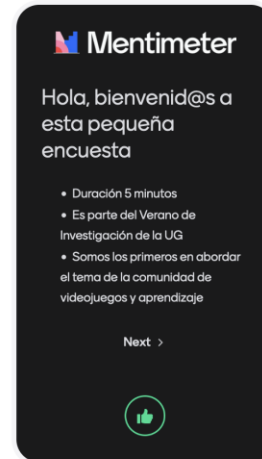 Mentimeter
Hola, bienvenid@s a
esta pequeña
encuesta
• Duración 5 minutos
• Es parte del Verano de
Investigación de la UG
• Somos los primeros en abordar
el tema de la comunidad de
videojuegos y aprendizaje
Next >